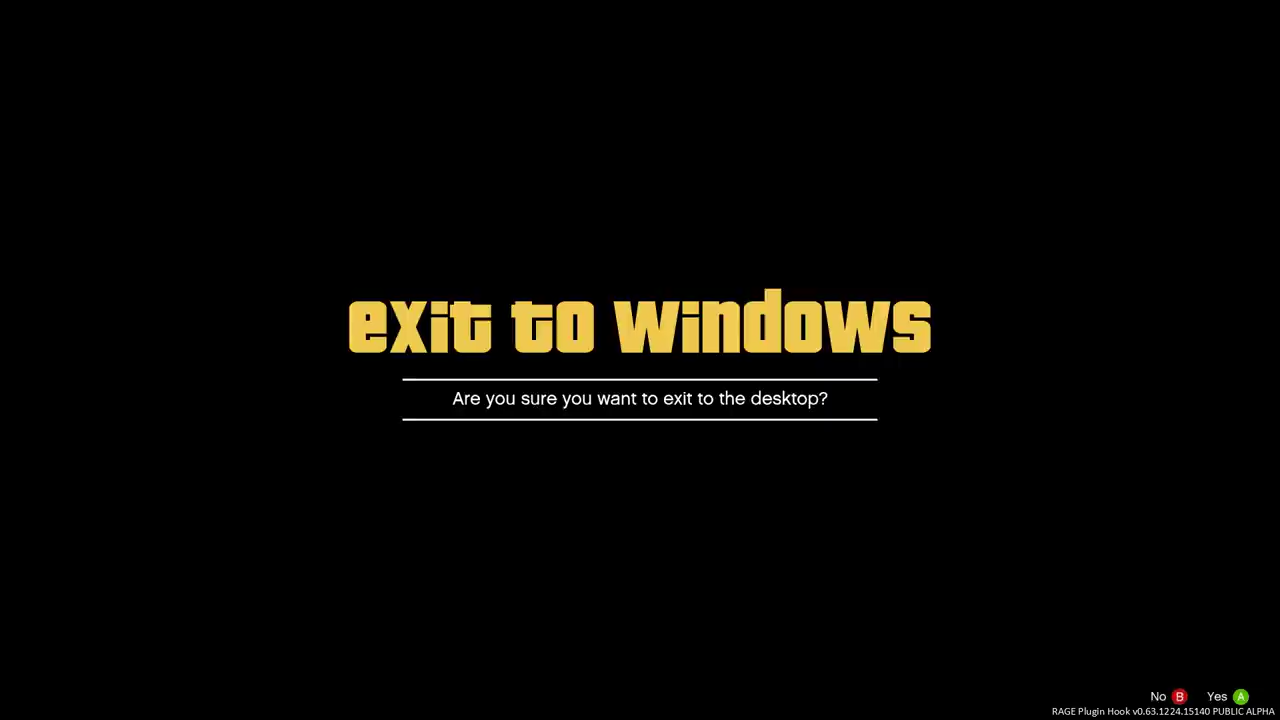 exit to windows
Are you sure you want to exit to the desktop?
No B Yes A
RAGE Plugin Hook v0.63.1224.15140 PUBLIC ALPHA